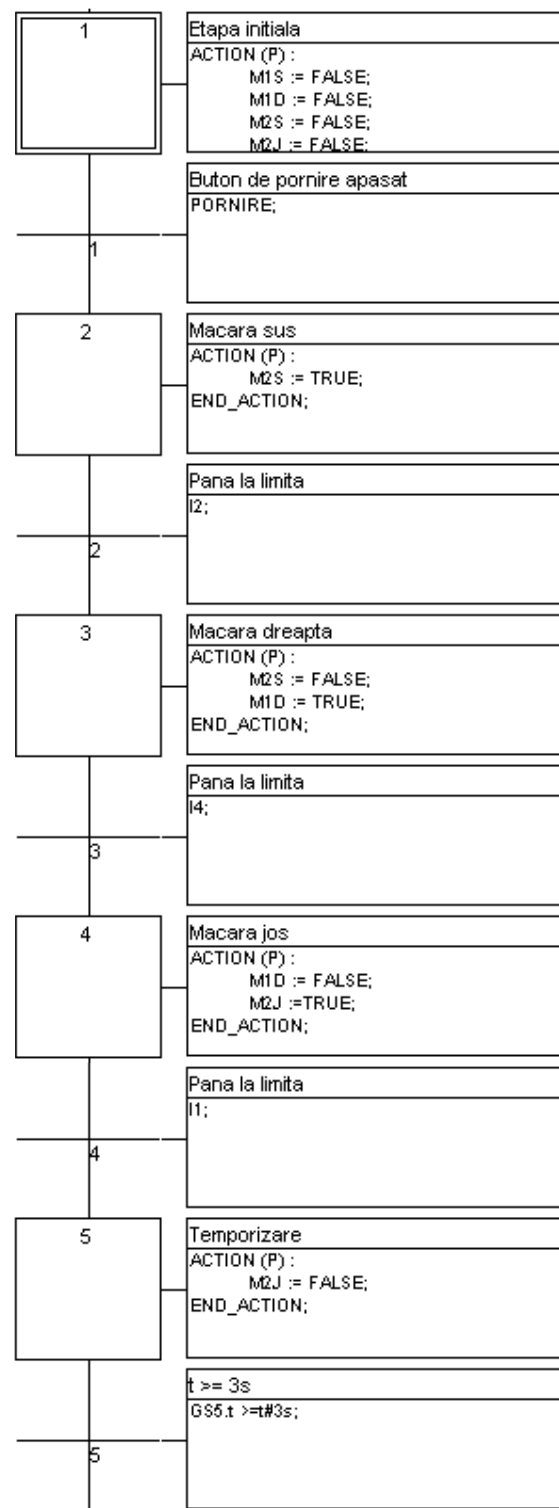 1
Etapa initiala
ACTION (P) :
M1S := FALSE;
M1D := FALSE;
M2S := FALSE;
M2J := FALSE;
Buton de pornire apasat
PORNIRE;
1
2
Macara sus
ACTION (P) :
M2S := TRUE;
END_ACTION;
Pana la limita
I2;
2
3
Macara dreapta
ACTION (P) :
M2S := FALSE;
M1D := TRUE;
END_ACTION;
Pana la limita
I4;
3
4
Macara jos
ACTION (P) :
M1D := FALSE;
M2J :=TRUE;
END_ACTION;
Pana la limita
I1;
4
5
Temporizare
ACTION (P) :
M2J := FALSE;
END_ACTION;
t >= 3s
GS5.t >=t#3s;
5